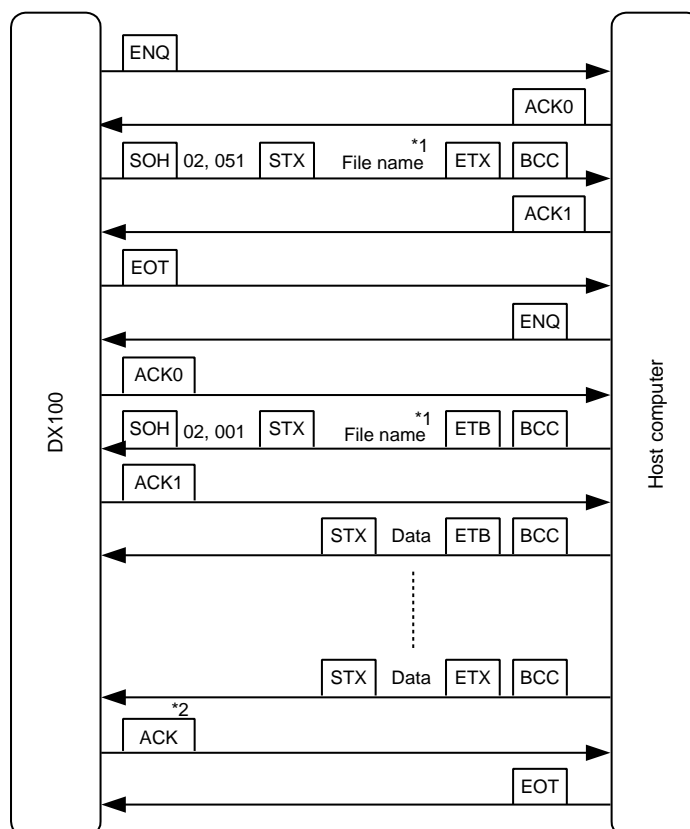 ENQ
ACK0
*1
SOH 02, 051 STX File name ETX BCC
ACK1
EOT
ENQ
ACK0
*1
SOH 02, 001 STX File name ETB BCC
ACK1
STX Data ETB BCC
STX Data ETX BCC
*2
ACK
EOT
DX100
Host computer